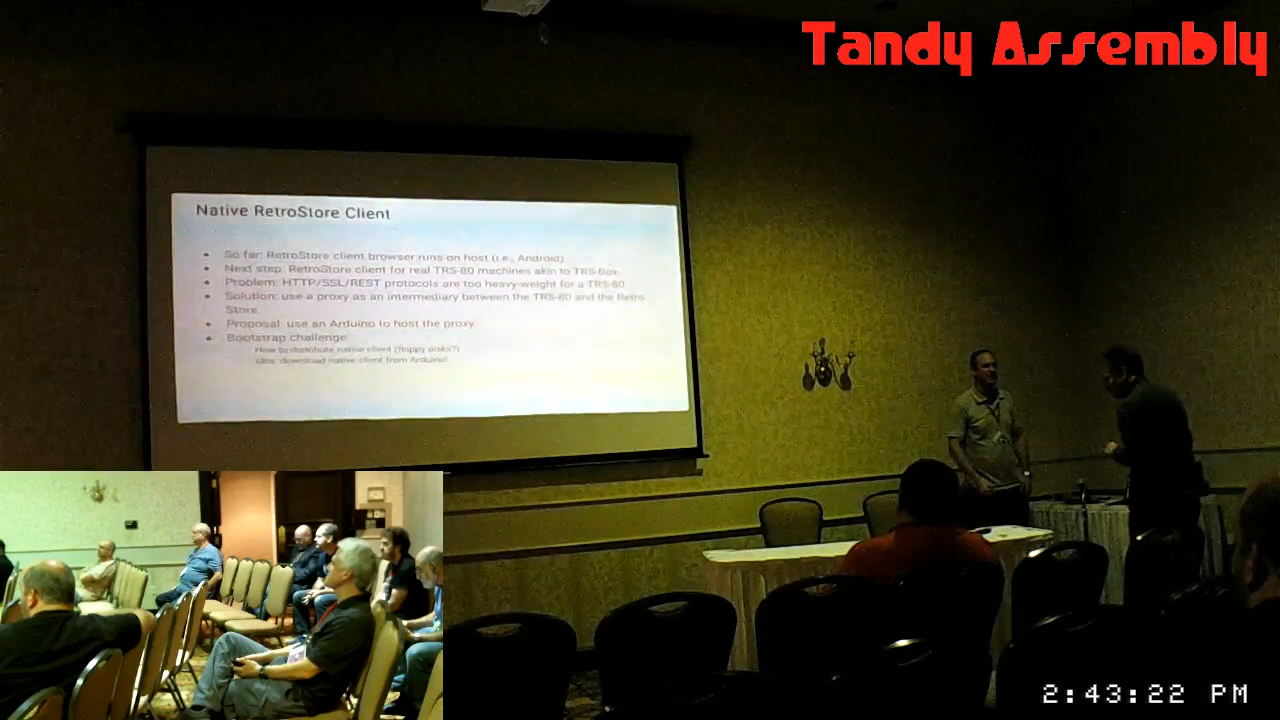 Tandy Assembly
Native RetroStore Client
So far: RetroStore client browser runs on host (i.e., Android)
Next step: RetroStore client for real TRS-80 machines akin to TRS-Box.
Problem: HTTP/SSL/REST protocols are too heavy-weight for a TRS-80.
Solution: use a proxy as an intermediary between the TRS-80 and the Retro
Store.
Proposal: use an Arduino to host the proxy.
Bootstrap challenge
How to distribute native client (floppy disks?)
Idea: download native client from Arduino!
2:43:22 PM